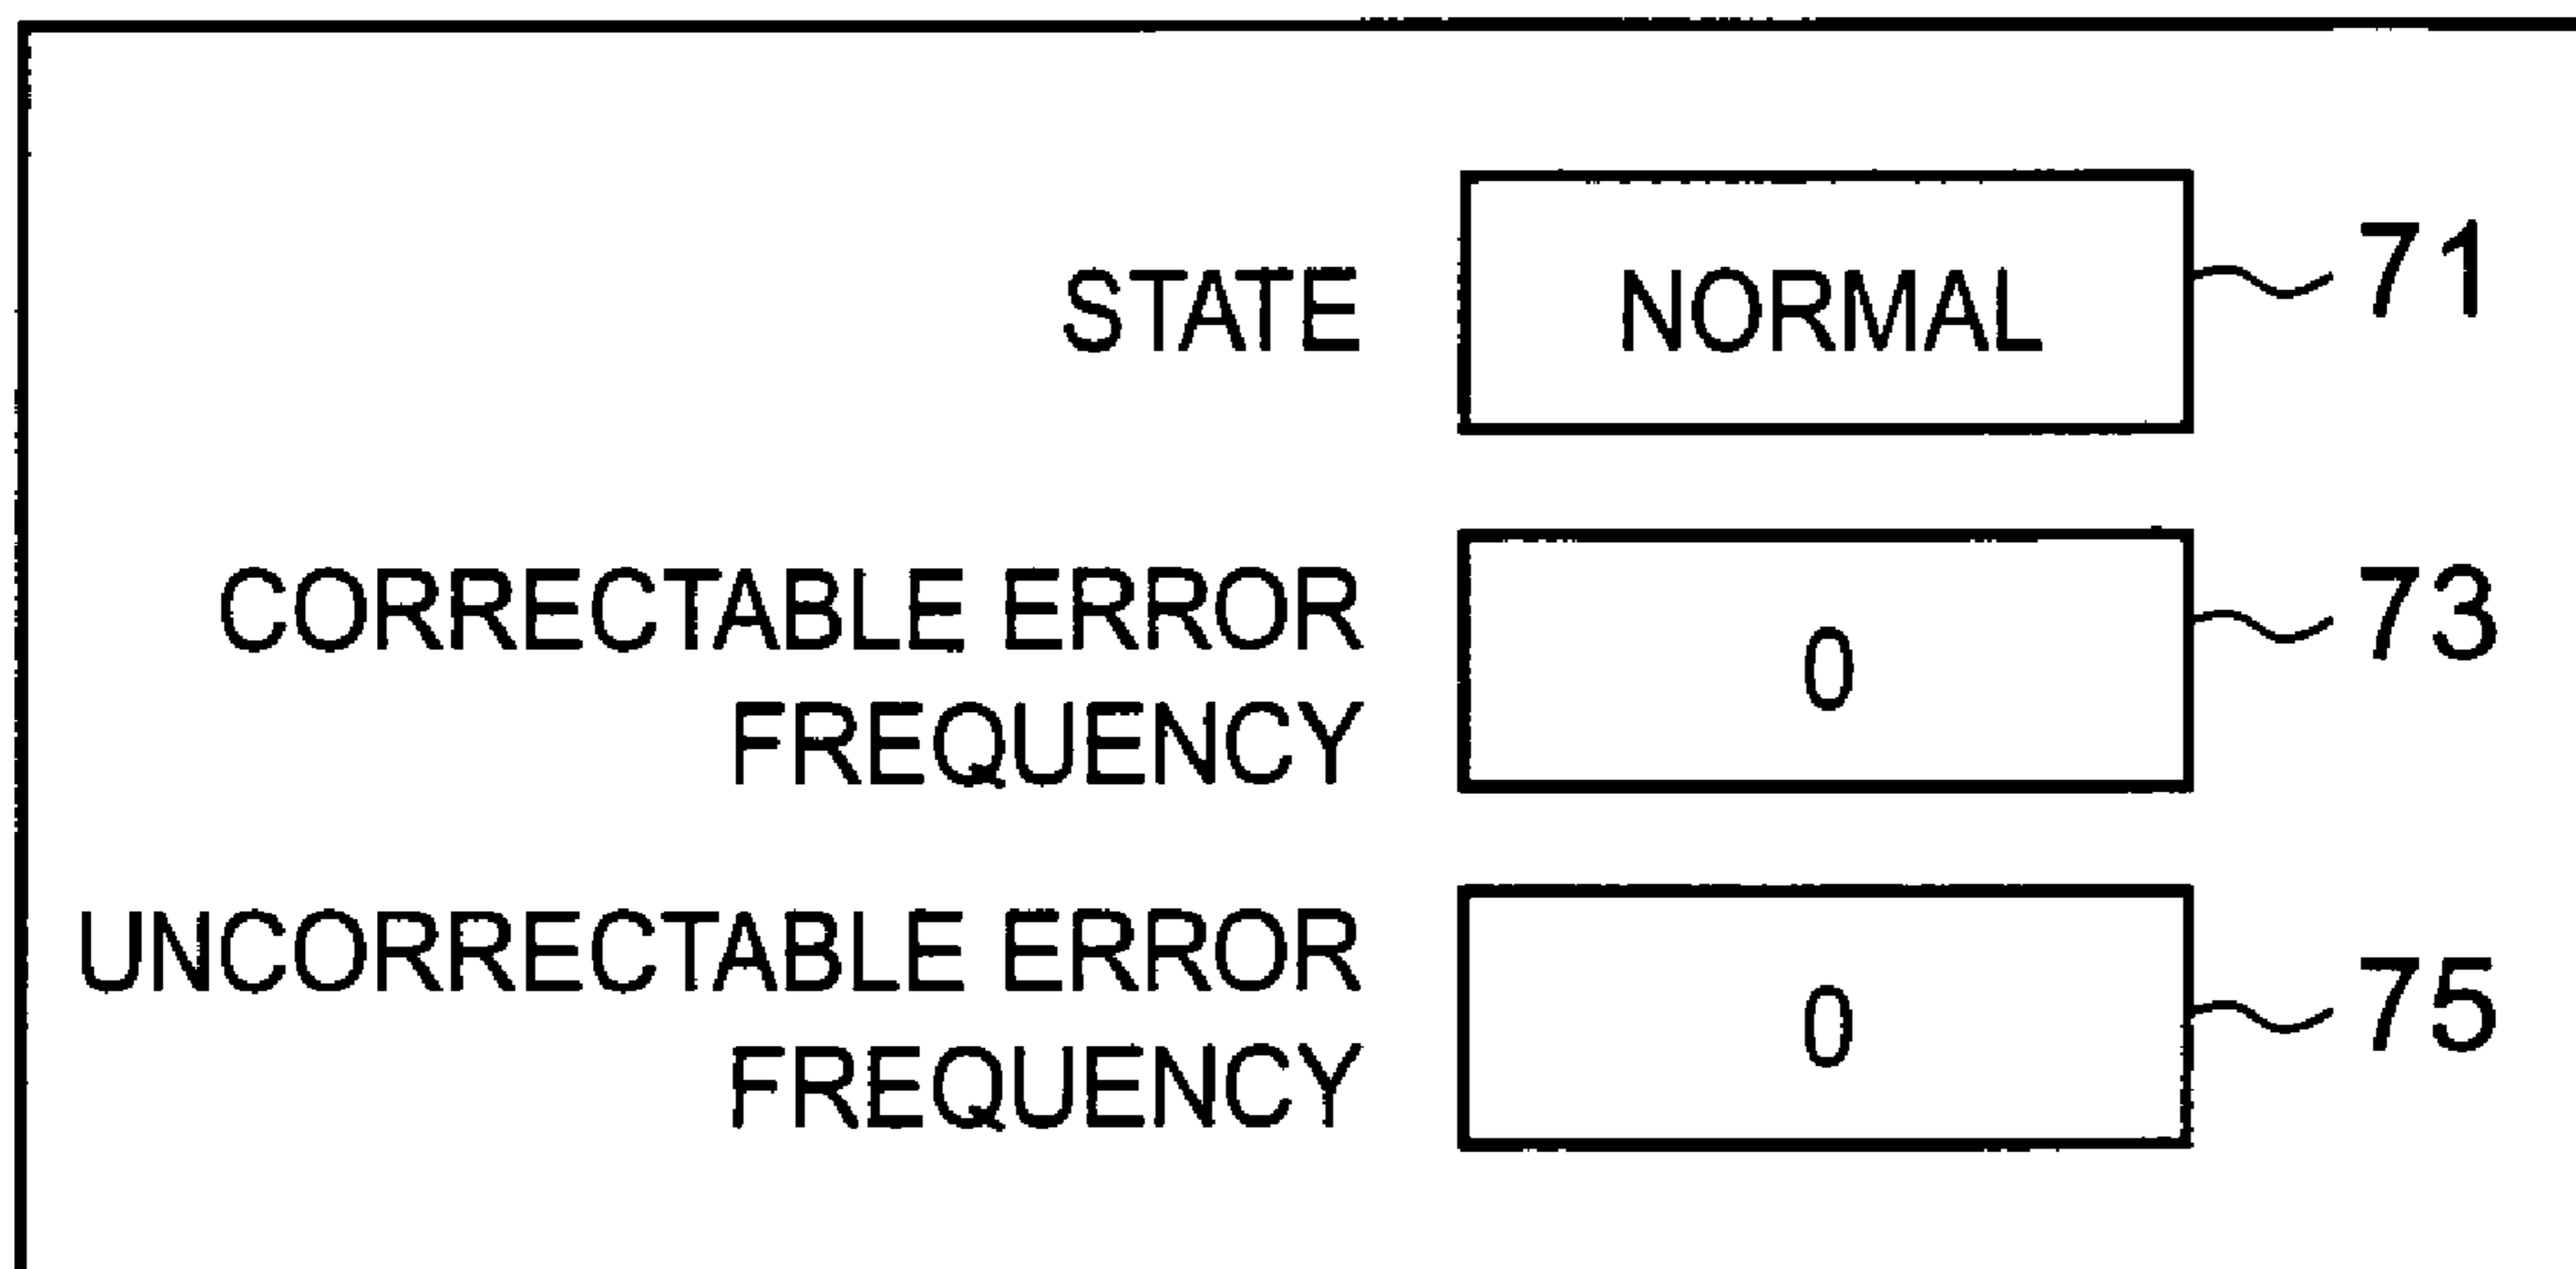 STATE NORMAL 71
CORRECTABLE ERROR
FREQUENCY 0 73
UNCORRECTABLE ERROR
FREQUENCY 0 75